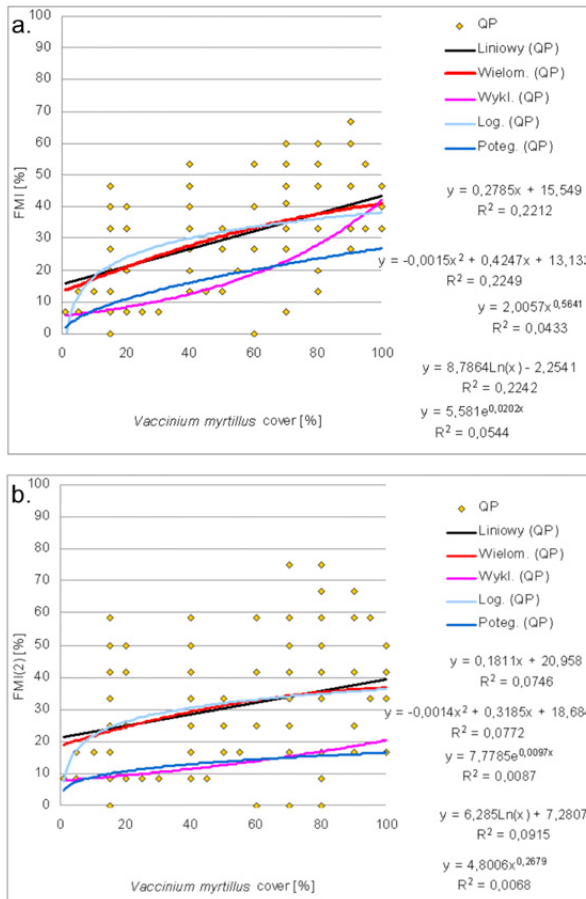 a.
100
90
80
70
60
50
40
30
20
10
0
FMI [%]
0 20 40 60 80 100
Vaccinium myrtillus cover [%]
QP
Liniowy (QP)
Wielom. (QP)
Wykl. (QP)
Log. (QP)
Poteg. (QP)
y = 0,2785x + 15,549
R² = 0,2212
y = -0,0015x² + 0,4247x + 13,133
R² = 0,2249
y = 2,0057x^0,5641
R² = 0,0433
y = 8,7864Ln(x) - 2,2541
R² = 0,2242
y = 5,581e^0,0202x
R² = 0,0544
b.
100
90
80
70
60
50
40
30
20
10
0
FMI(2) [%]
0 20 40 60 80 100
Vaccinium myrtillus cover [%]
QP
Liniowy (QP)
Wielom. (QP)
Wykl. (QP)
Log. (QP)
Poteg. (QP)
y = 0,1811x + 20,958
R² = 0,0746
y = -0,0014x² + 0,3185x + 18,684
R² = 0,0772
y = 7,7785e^0,0097x
R² = 0,0087
y = 6,285Ln(x) + 7,2807
R² = 0,0915
y = 4,8006x^0,2679
R² = 0,0068